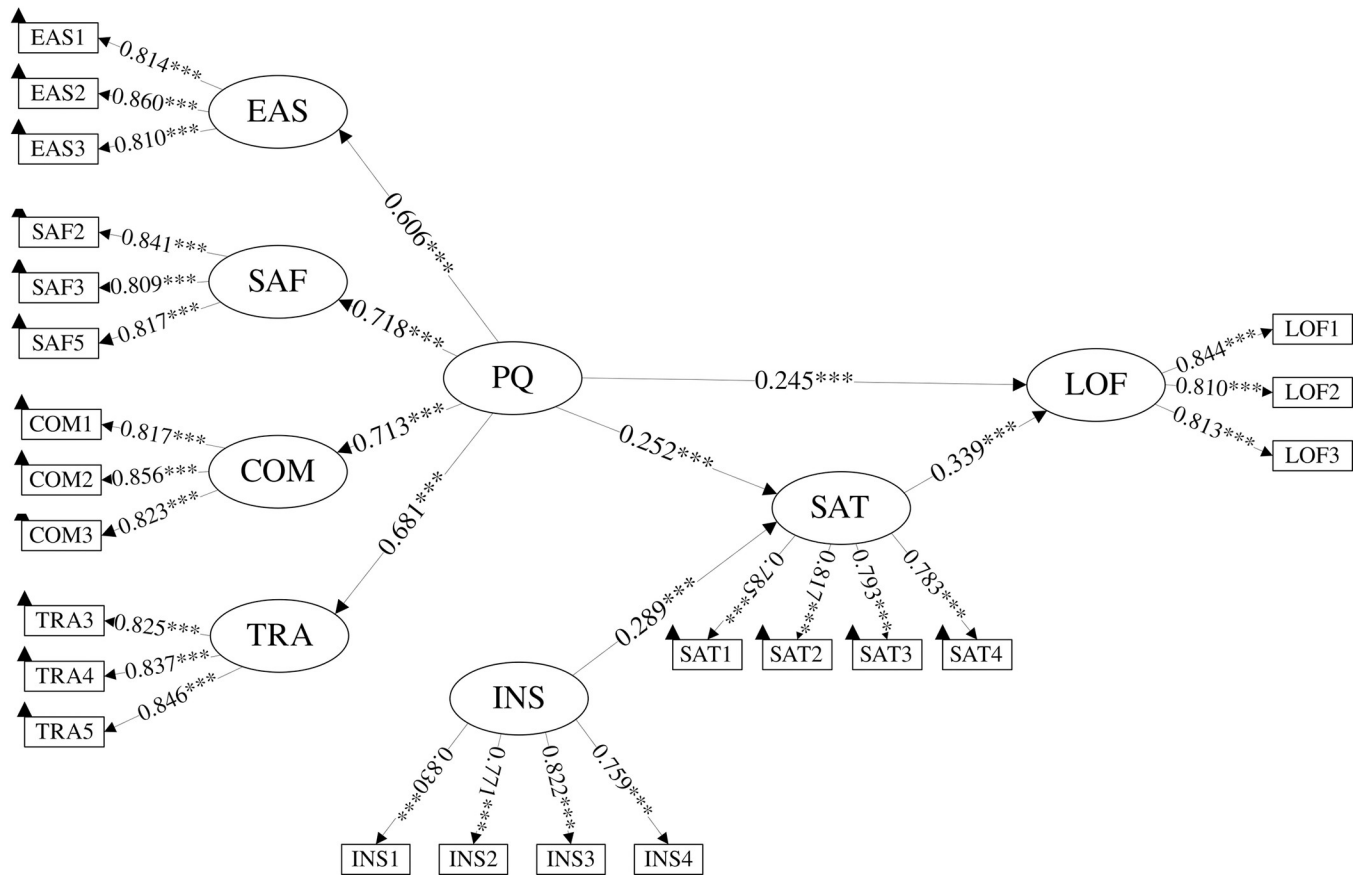 EAS1
0.814***
EAS2
0.860***
EAS
EAS3
0.810***
0.606***
SAF2
0.841***
SAF3
0.809***
SAF
SAF5
0.817***
0.718***
PQ
0.245***
LOF
0.844***
LOF1
0.810***
LOF2
0.813***
LOF3
COM1
0.817***
COM2
0.856***
COM
COM3
0.823***
0.713***
0.252***
0.339***
SAT
0.681***
TRA3
0.825***
TRA4
0.837***
TRA
TRA5
0.846***
0.289***
0.785***
0.817***
0.793***
0.783***
SAT1
SAT2
SAT3
SAT4
INS
0.830***
0.771***
0.822***
0.759***
INS1
INS2
INS3
INS4